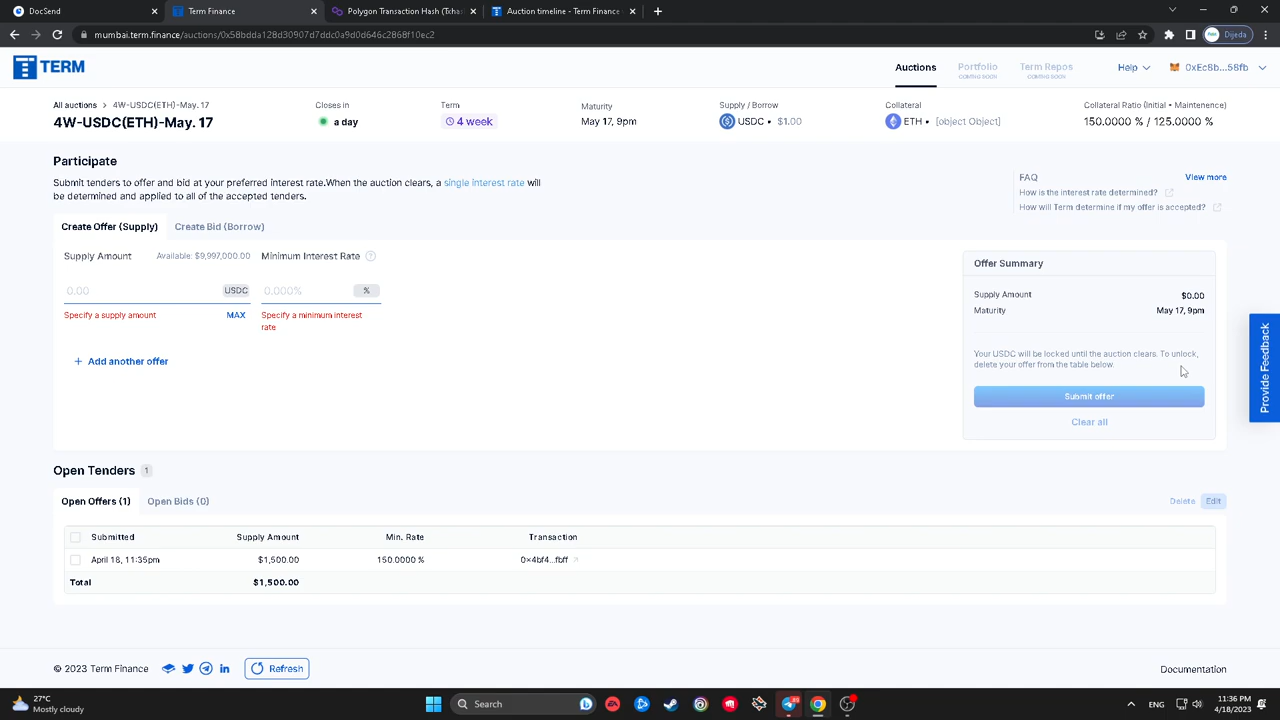 DocSend
Term Finance
Polygon Transaction Hash (Txhas
Auction timeline - Term Finance
mumbai.term.finance/auctions/0x58bdda128d30907d7ddc0a9d0d646c2868f10ec2
Dijeda
TERM
Auctions
Portfolio
COMING SOON
Term Repos
COMING SOON
Help
0xEc8b...58fb
All auctions > 4W-USDC(ETH)-May. 17
4W-USDC(ETH)-May. 17
Closes in
a day
Term
4 week
Maturity
May 17, 9pm
Supply / Borrow
USDC • $1.00
Collateral
ETH • [object Object]
Collateral Ratio (Initial • Maintenence)
150.0000 % / 125.0000 %
Participate
Submit tenders to offer and bid at your preferred interest rate.When the auction clears, a single interest rate will
be determined and applied to all of the accepted tenders.
FAQ
View more
How is the interest rate determined?
How will Term determine if my offer is accepted?
Create Offer (Supply)
Create Bid (Borrow)
Supply Amount
Available: $9,997,000.00
Minimum Interest Rate
0.00
USDC
0.000%
%
Specify a supply amount
MAX
Specify a minimum interest
rate
+ Add another offer
Offer Summary
Supply Amount
$0.00
Maturity
May 17, 9pm
Your USDC will be locked until the auction clears. To unlock,
delete your offer from the table below.
Submit offer
Clear all
Provide Feedback
Open Tenders 1
Open Offers (1)
Open Bids (0)
Delete
Edit
Submitted
Supply Amount
Min. Rate
Transaction
April 18, 11:35pm
$1,500.00
150.0000 %
0x4bf4...fbff
Total
$1,500.00
© 2023 Term Finance
Refresh
Documentation
27°C
Mostly cloudy
Search
ENG
11:36 PM
4/18/2023